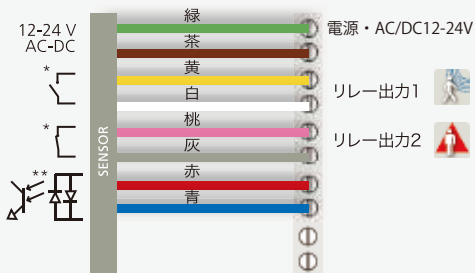 12-24 V
AC-DC
*
*
**
SENSOR
緑
茶
黄
白
桃
灰
赤
青
電源・AC/DC12-24V
リレー出力1
リレー出力2